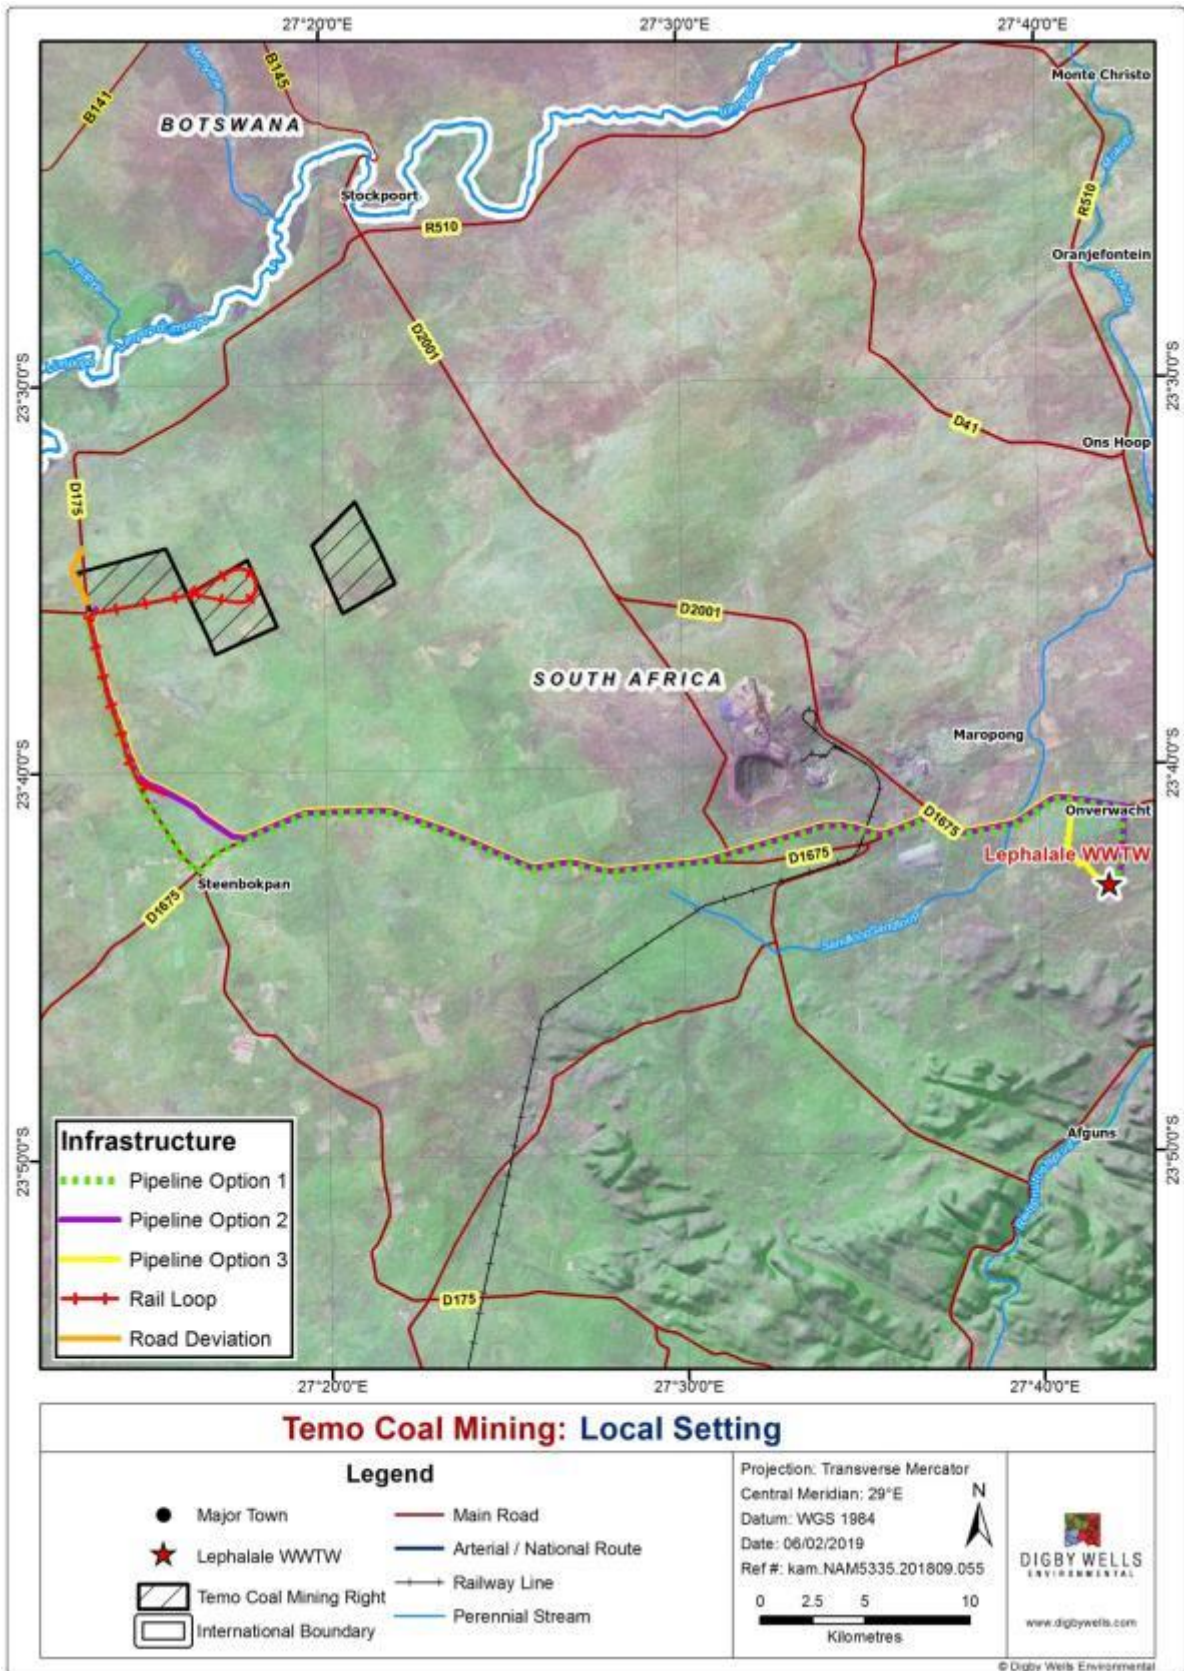 27°20'0"E
27°30'0"E
27°40'0"E
Monte Christo
B145
B141
BOTSWANA
Stockpoort
R510
R510
Oranjefontein
D2001
23°30'0"S
23°30'0"S
D41
Ons Hoop
D175
D2001
SOUTH AFRICA
Maropong
23°40'0"S
23°40'0"S
Onverwacht
D1675
D1675
Lephalale WWTW
Steenbokpan
D1675
Sandloop Sandloop
Afguns
23°50'0"S
23°50'0"S
Infrastructure
Pipeline Option 1
Pipeline Option 2
Pipeline Option 3
Rail Loop
Road Deviation
D175
27°20'0"E
27°30'0"E
27°40'0"E
Temo Coal Mining: Local Setting
Legend
Major Town
Lephalale WWTW
Temo Coal Mining Right
International Boundary
Main Road
Arterial / National Route
Railway Line
Perennial Stream
Projection: Transverse Mercator
Central Meridian: 29°E
Datum: WGS 1984
Date: 06/02/2019
Ref #: kam.NAM5335.201809.055
N
0 2.5 5 10
Kilometres
DIGBY WELLS
ENVIRONMENTAL
www.digbywells.com
© Digby Wells Environmental